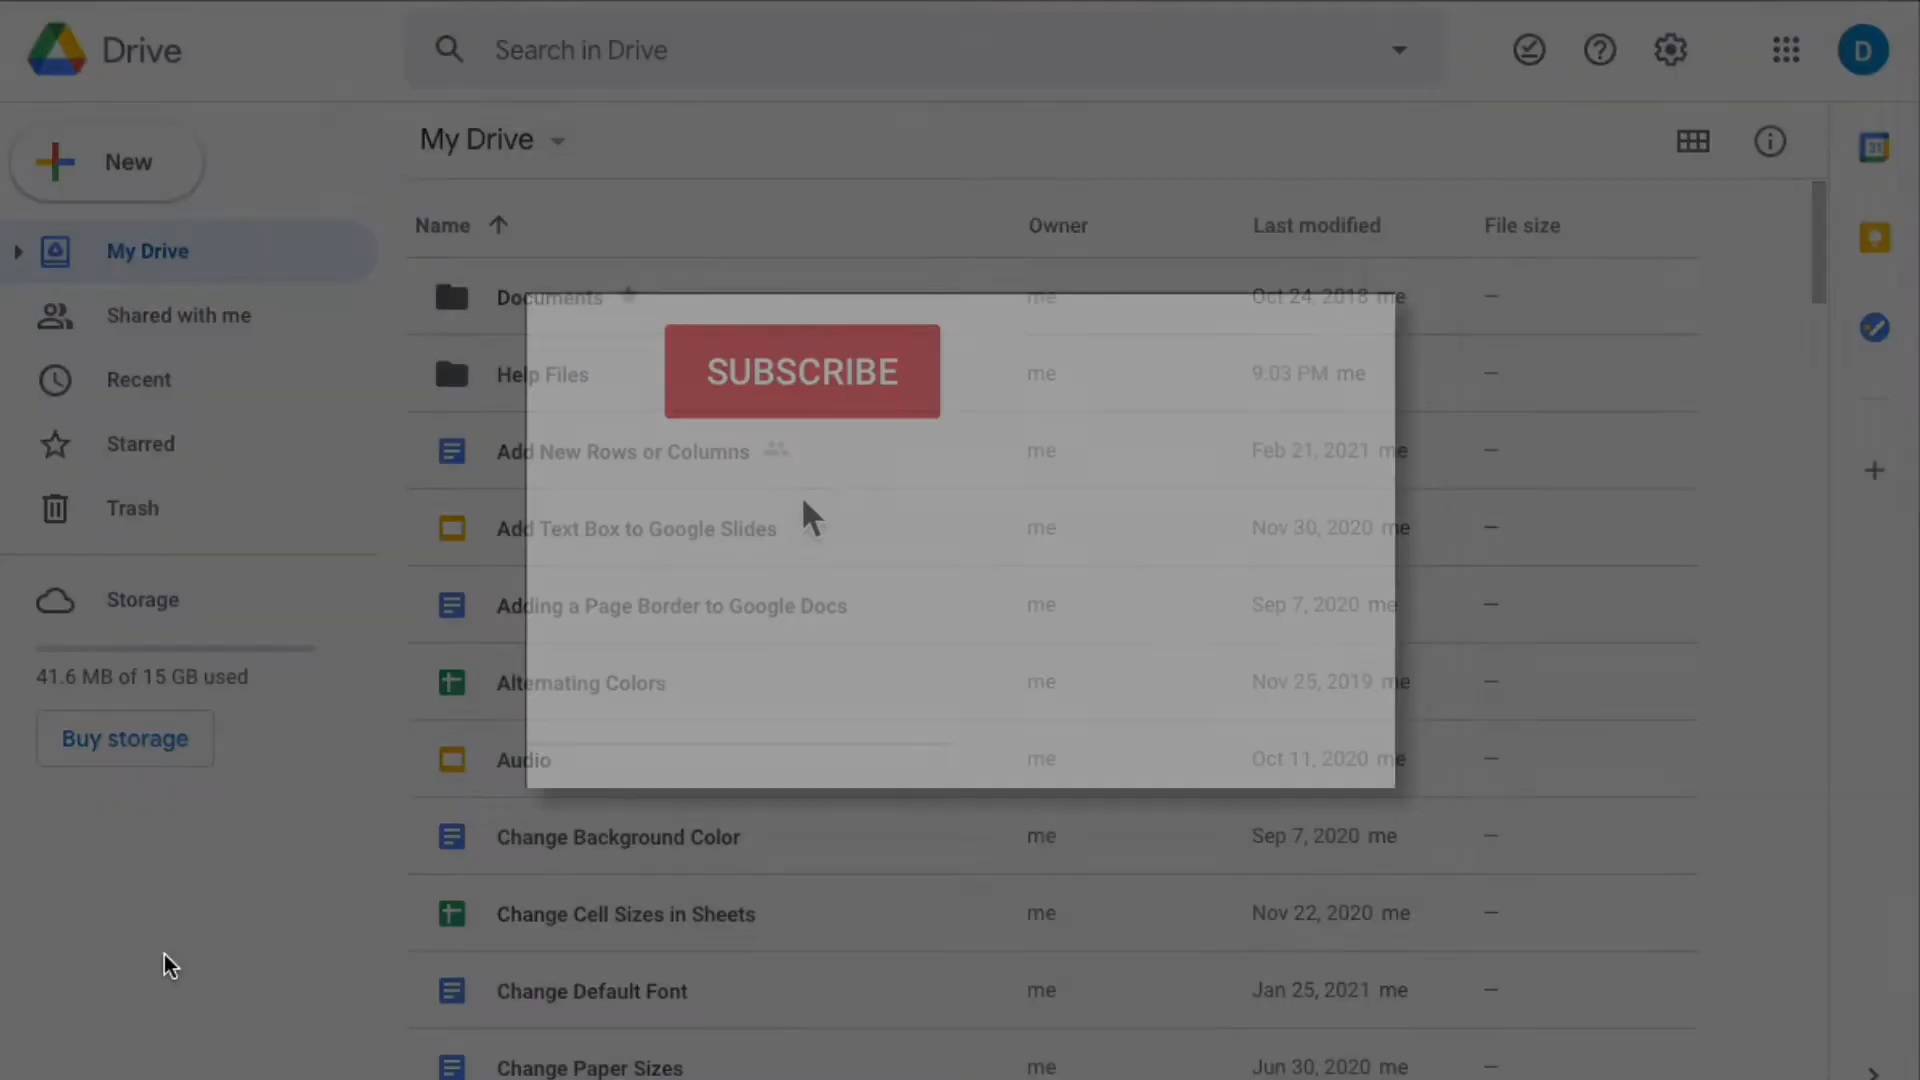 Drive
Search in Drive
D
New
My Drive
31
Name Owner Last modified File size
My Drive
Shared with me
Recent
Starred
Trash
Storage
41.6 MB of 15 GB used
Buy storage
Documents me Oct 24, 2018 me —
Help Files me 9:03 PM me —
SUBSCRIBE
Add New Rows or Columns me Feb 21, 2021 me —
Add Text Box to Google Slides me Nov 30, 2020 me —
Adding a Page Border to Google Docs me Sep 7, 2020 me —
Alternating Colors me Nov 25, 2019 me —
Audio me Oct 11, 2020 me —
Change Background Color me Sep 7, 2020 me —
Change Cell Sizes in Sheets me Nov 22, 2020 me —
Change Default Font me Jan 25, 2021 me —
Change Paper Sizes me Jun 30, 2020 me —